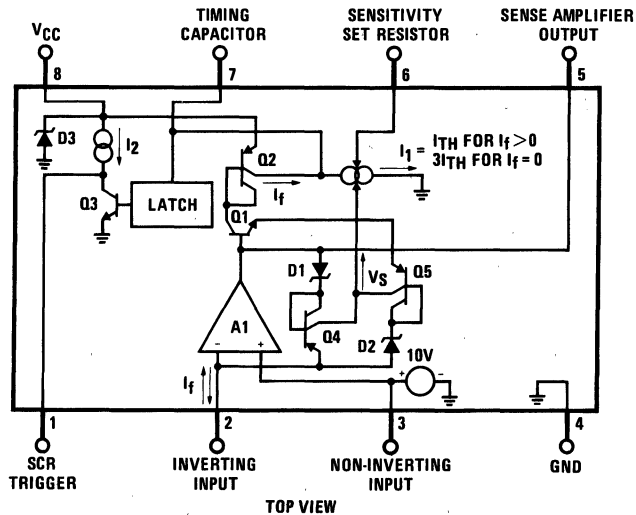 VCC
TIMING
CAPACITOR
SENSITIVITY
SET RESISTOR
SENSE AMPLIFIER
OUTPUT
8
7
6
5
D3
I2
Q2
If
I1 = ITH FOR If > 0
3ITH FOR If = 0
Q3
LATCH
Q1
D1
VS
Q5
A1
- +
Q4
D2
10V
+ -
If
1
2
3
4
SCR
TRIGGER
INVERTING
INPUT
NON-INVERTING
INPUT
GND
TOP VIEW